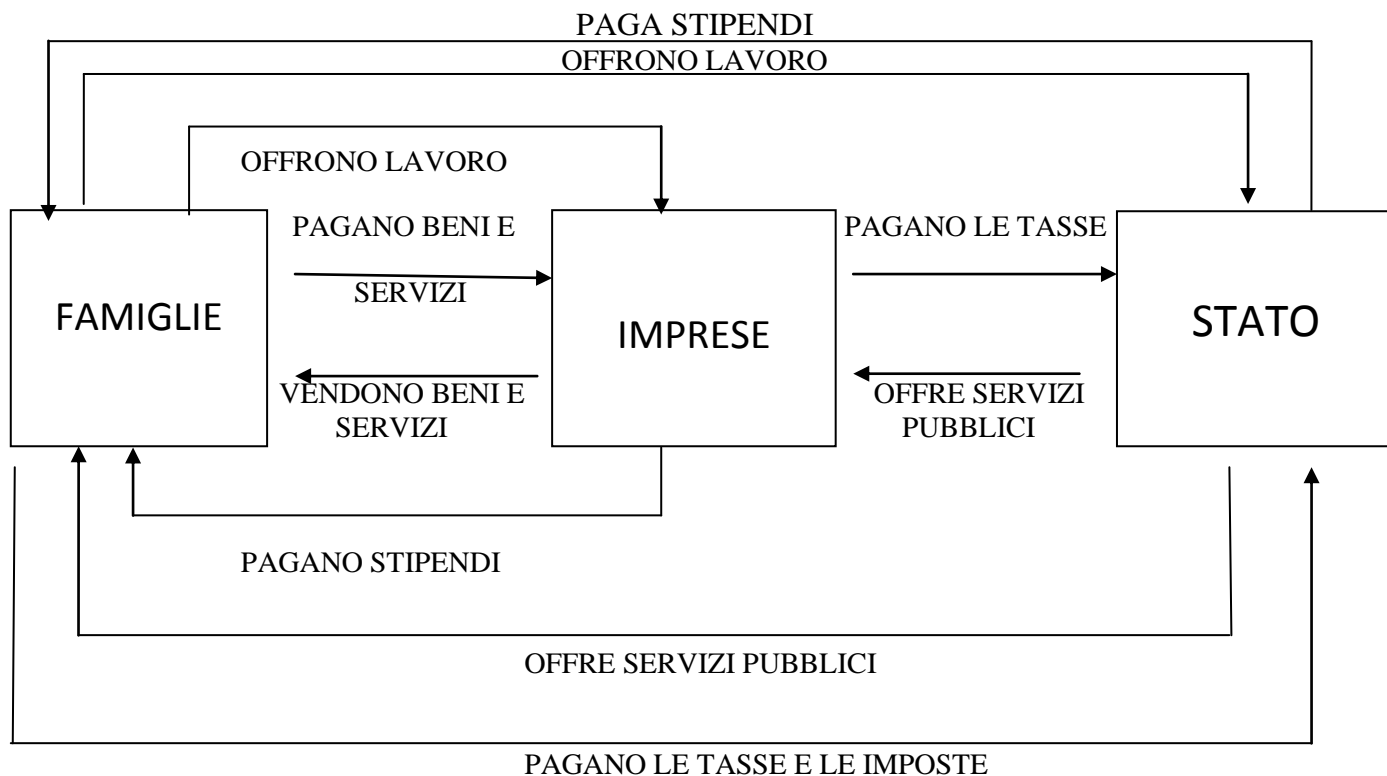 PAGA STIPENDI
OFFRONO LAVORO
OFFRONO LAVORO
PAGANO BENI E
SERVIZI
PAGANO LE TASSE
FAMIGLIE
IMPRESE
STATO
VENDONO BENI E
SERVIZI
OFFRE SERVIZI
PUBBLICI
PAGANO STIPENDI
OFFRE SERVIZI PUBBLICI
PAGANO LE TASSE E LE IMPOSTE